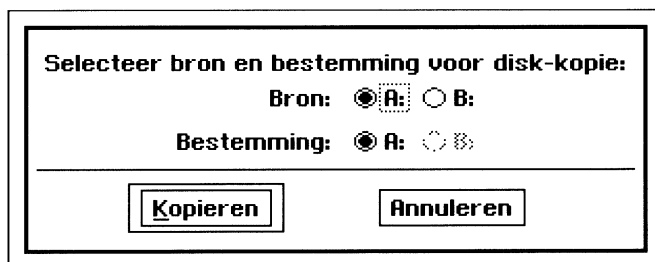 Selecteer bron en bestemming voor disk-kopie:
Bron: A: B:
Bestemming: A: B:
Kopieren Annuleren